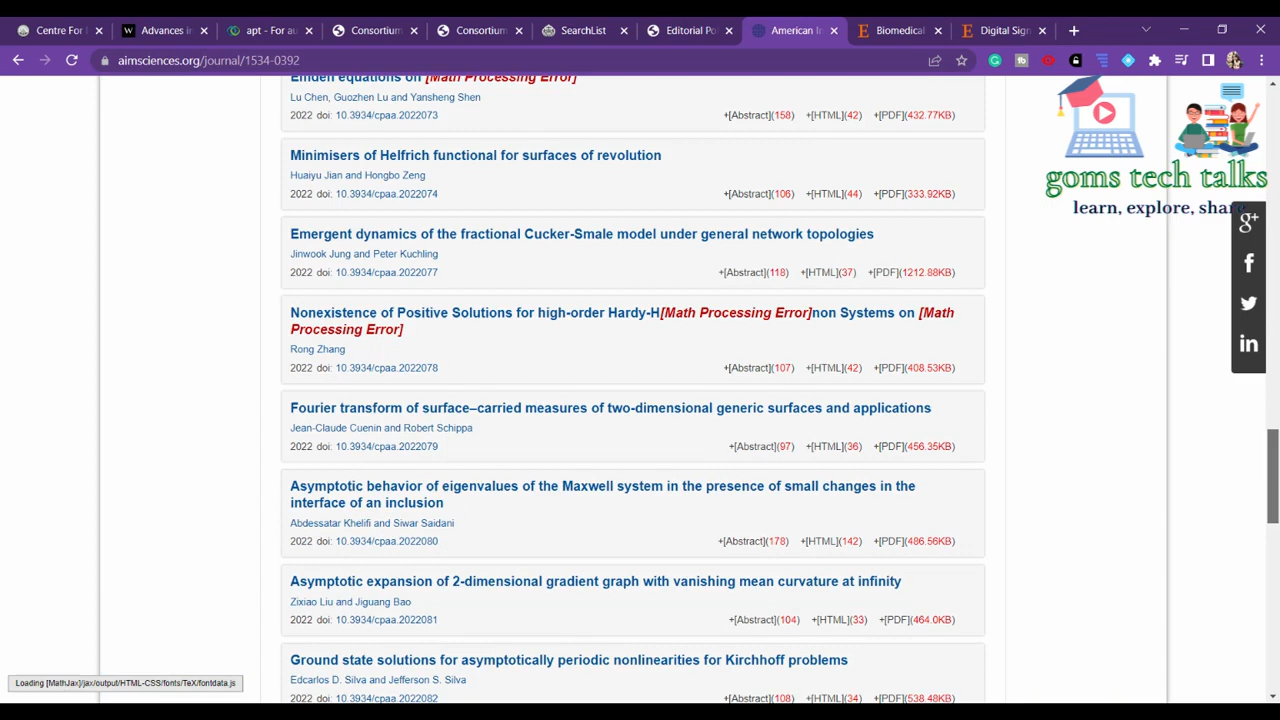 Centre For
Advances in
apt - For au
Consortium
Consortium
SearchList
Editorial Po
American In
Biomedical
Digital Sign
aimsciences.org/journal/1534-0392
Emden equations on [Math Processing Error]
Lu Chen, Guozhen Lu and Yansheng Shen
2022 doi: 10.3934/cpaa.2022073 +[Abstract](158) +[HTML](42) +[PDF](432.77KB)
Minimisers of Helfrich functional for surfaces of revolution
Huaiyu Jian and Hongbo Zeng
2022 doi: 10.3934/cpaa.2022074 +[Abstract](106) +[HTML](44) +[PDF](333.92KB)
Emergent dynamics of the fractional Cucker-Smale model under general network topologies
Jinwook Jung and Peter Kuchling
2022 doi: 10.3934/cpaa.2022077 +[Abstract](118) +[HTML](37) +[PDF](1212.88KB)
Nonexistence of Positive Solutions for high-order Hardy-H[Math Processing Error]non Systems on [Math
Processing Error]
Rong Zhang
2022 doi: 10.3934/cpaa.2022078 +[Abstract](107) +[HTML](42) +[PDF](408.53KB)
Fourier transform of surface–carried measures of two-dimensional generic surfaces and applications
Jean-Claude Cuenin and Robert Schippa
2022 doi: 10.3934/cpaa.2022079 +[Abstract](97) +[HTML](36) +[PDF](456.35KB)
Asymptotic behavior of eigenvalues of the Maxwell system in the presence of small changes in the
interface of an inclusion
Abdessatar Khelifi and Siwar Saidani
2022 doi: 10.3934/cpaa.2022080 +[Abstract](178) +[HTML](142) +[PDF](486.56KB)
Asymptotic expansion of 2-dimensional gradient graph with vanishing mean curvature at infinity
Zixiao Liu and Jiguang Bao
2022 doi: 10.3934/cpaa.2022081 +[Abstract](104) +[HTML](33) +[PDF](464.0KB)
Ground state solutions for asymptotically periodic nonlinearities for Kirchhoff problems
Edcarlos D. Silva and Jefferson S. Silva
2022 doi: 10.3934/cpaa.2022082 +[Abstract](108) +[HTML](34) +[PDF](538.48KB)
Loading [MathJax]/jax/output/HTML-CSS/fonts/TeX/fontdata.js
goms tech talks
learn, explore, share
g+
f
in